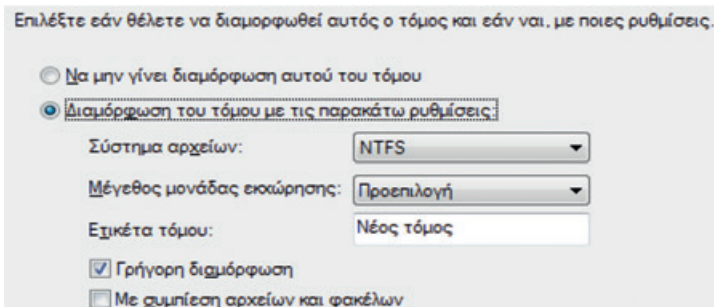 Επιλέξτε εάν θέλετε να διαμορφωθεί αυτός ο τόμος και εάν ναι, με ποιες ρυθμίσεις.
Να μην γίνει διαμόρφωση αυτού του τόμου
Διαμόρφωση του τόμου με τις παρακάτω ρυθμίσεις:
Σύστημα αρχείων: NTFS
Μέγεθος μονάδας εκχώρησης: Προεπιλογή
Ετικέτα τόμου: Νέος τόμος
Γρήγορη διαμόρφωση
Με συμπίεση αρχείων και φακέλων